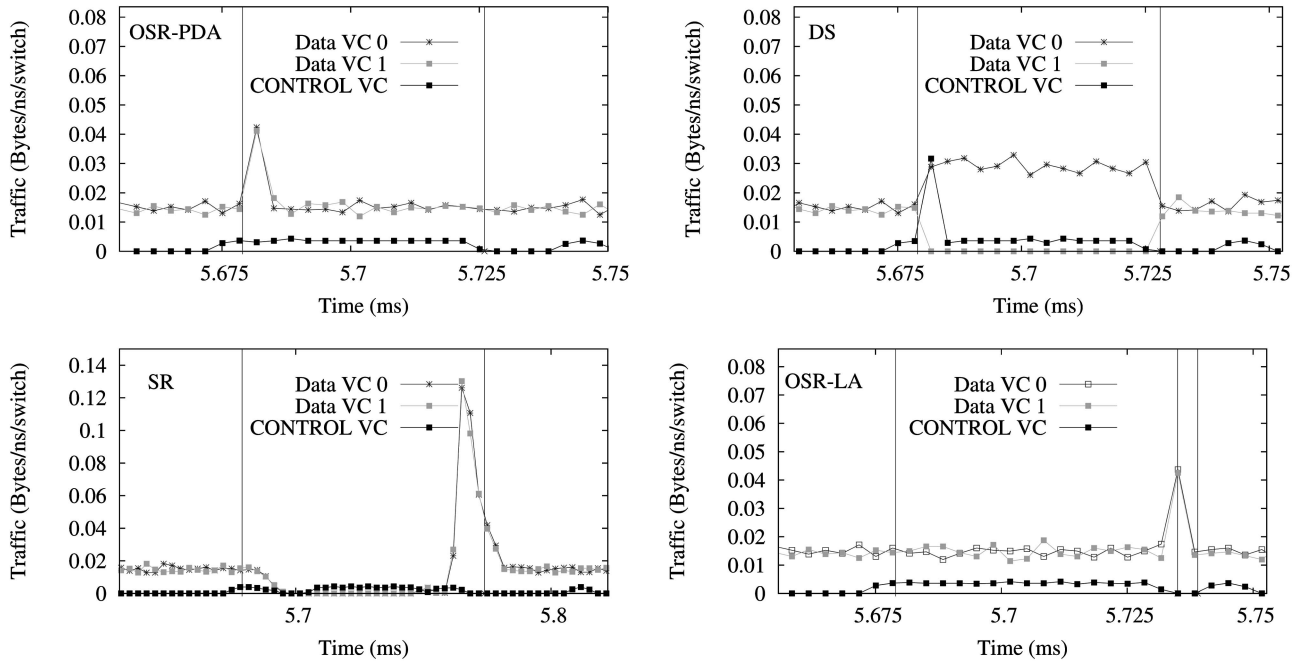 OSR-PDA
Data VC 0
Data VC 1
CONTROL VC
0.08
0.07
0.06
0.05
0.04
0.03
0.02
0.01
0
Traffic (Bytes/ns/switch)
5.675
5.7
5.725
5.75
Time (ms)
DS
Data VC 0
Data VC 1
CONTROL VC
0.08
0.07
0.06
0.05
0.04
0.03
0.02
0.01
0
Traffic (Bytes/ns/switch)
5.675
5.7
5.725
5.75
Time (ms)
SR
Data VC 0
Data VC 1
CONTROL VC
0.14
0.12
0.1
0.08
0.06
0.04
0.02
0
Traffic (Bytes/ns/switch)
5.7
5.8
Time (ms)
OSR-LA
Data VC 0
Data VC 1
CONTROL VC
0.08
0.07
0.06
0.05
0.04
0.03
0.02
0.01
0
Traffic (Bytes/ns/switch)
5.675
5.7
5.725
5.75
Time (ms)